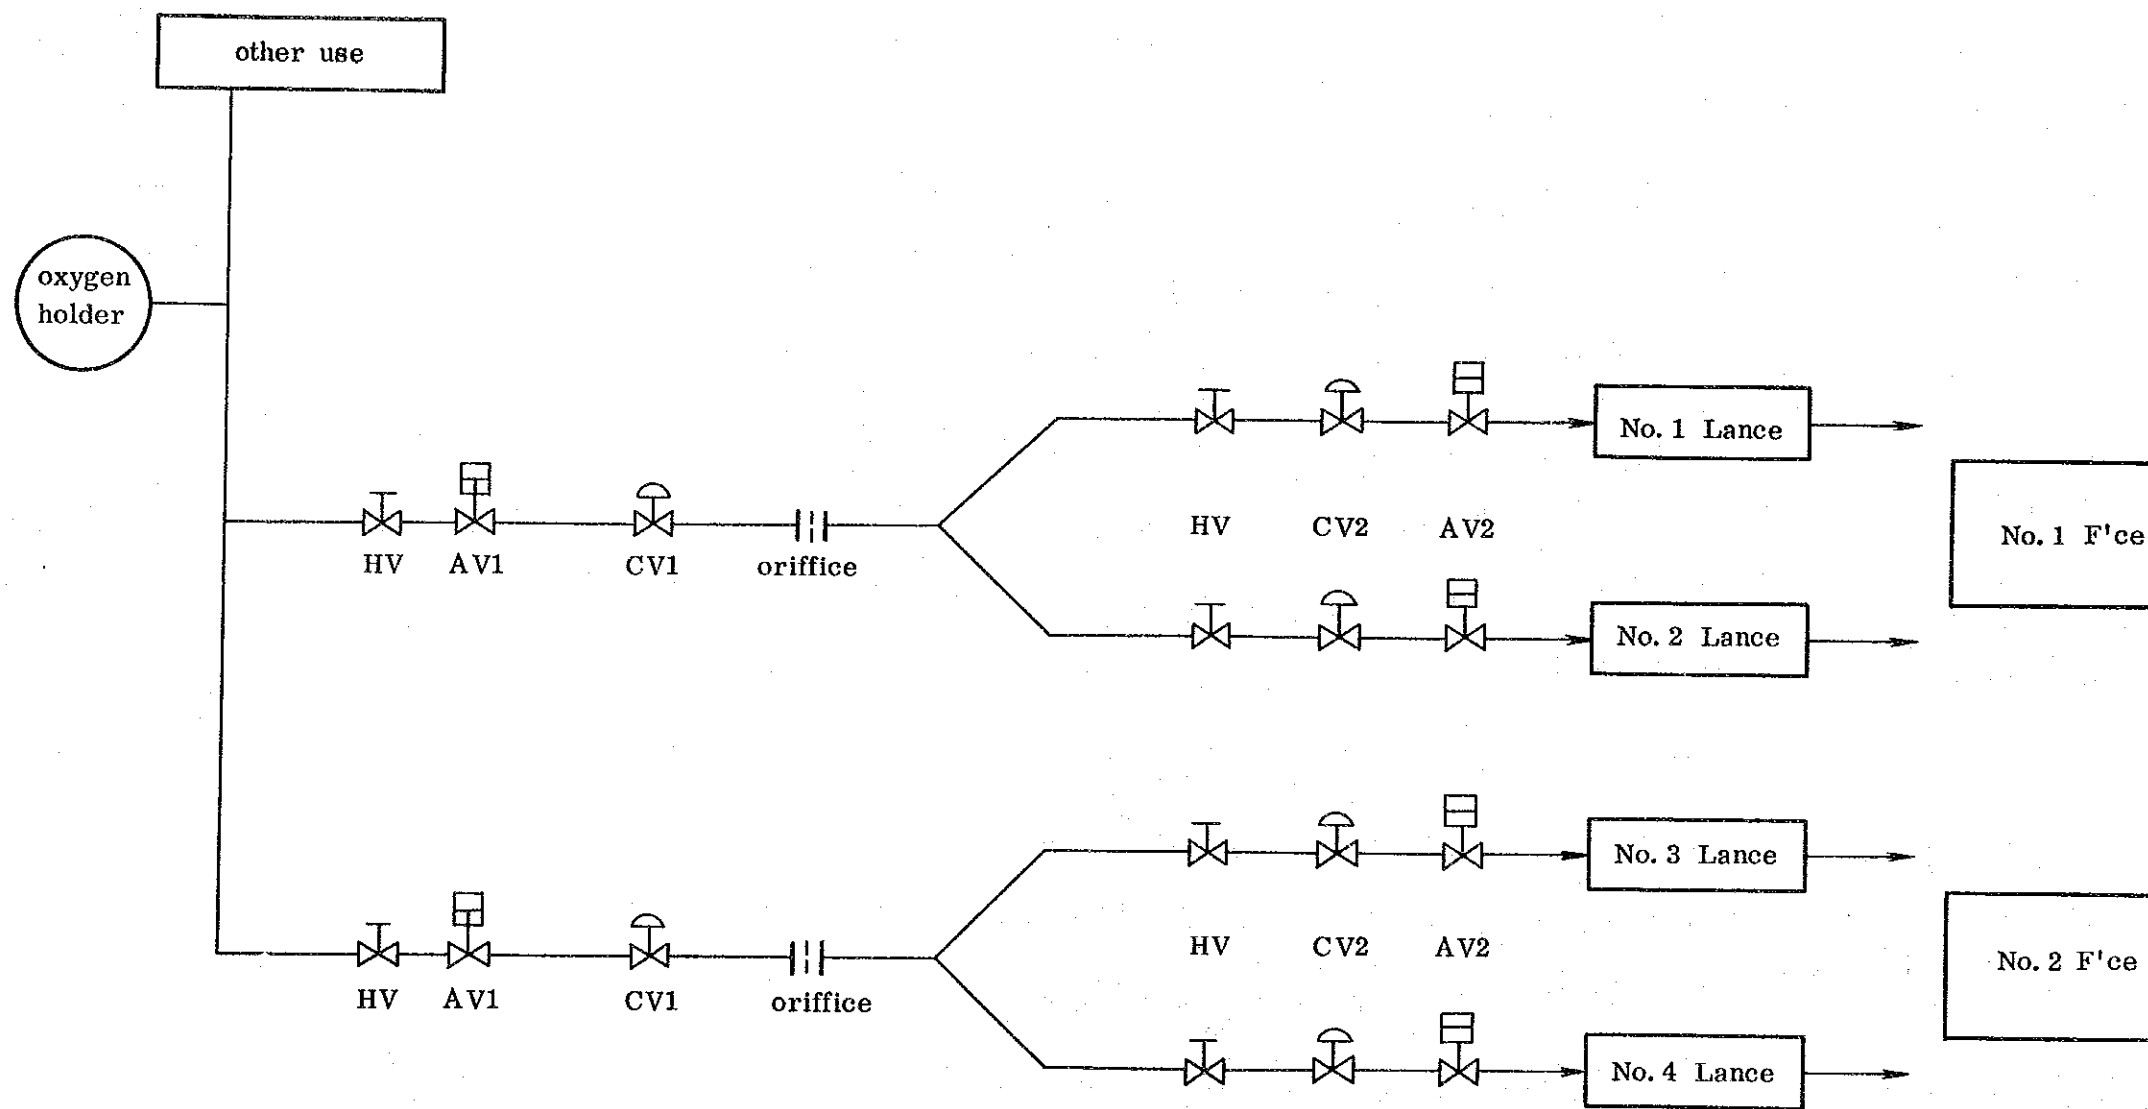 other use
oxygen
holder
No. 1 Lance
HV CV2 AV2
No. 1 F'ce
HV AV1 CV1 oriffice
No. 2 Lance
No. 3 Lance
HV CV2 AV2
No. 2 F'ce
HV AV1 CV1 oriffice
No. 4 Lance